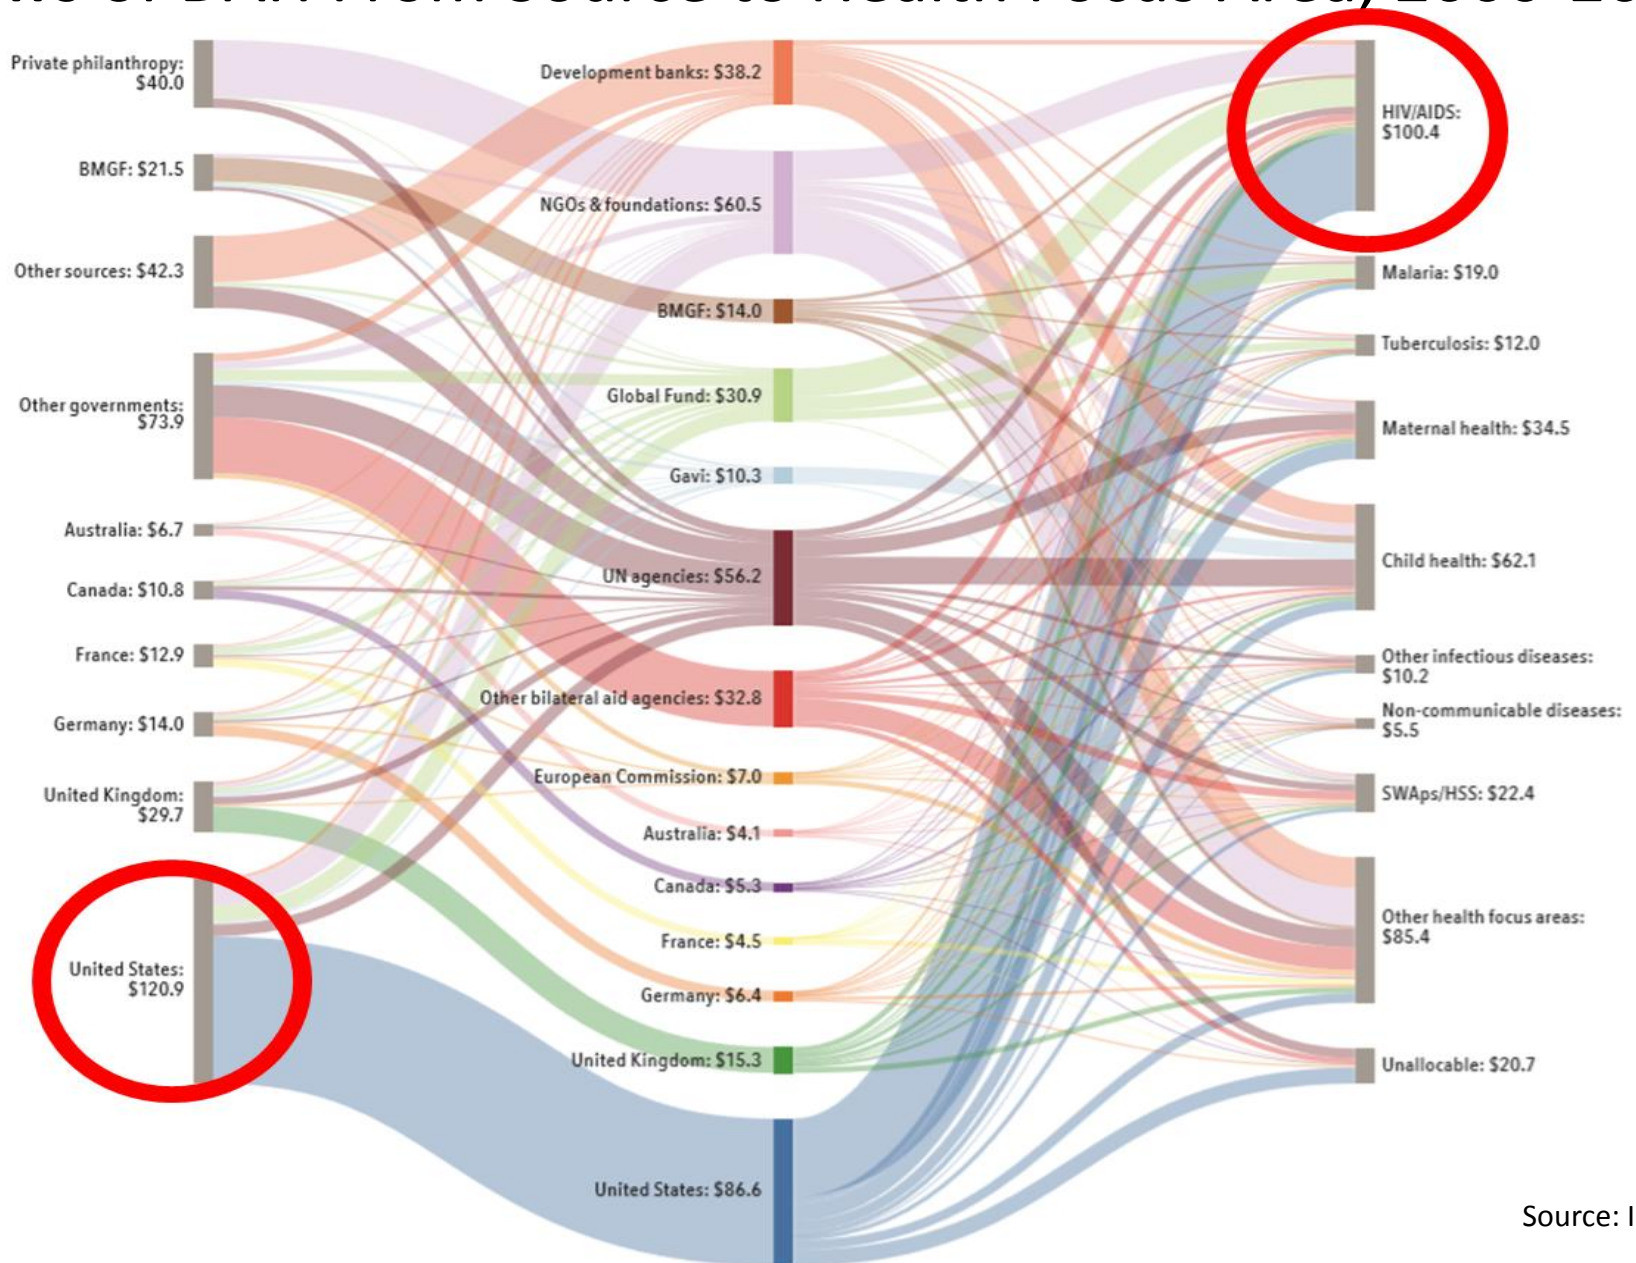 Private philanthropy:
$40.0
BMGF: $21.5
Other sources: $42.3
Other governments:
$73.9
Australia: $6.7
Canada: $10.8
France: $12.9
Germany: $14.0
United Kingdom:
$29.7
United States:
$120.9
Development banks: $38.2
NGOs & foundations: $60.5
BMGF: $14.0
Global Fund: $30.9
Gavi: $10.3
UN agencies: $56.2
Other bilateral aid agencies: $32.8
European Commission: $7.0
Australia: $4.1
Canada: $5.3
France: $4.5
Germany: $6.4
United Kingdom: $15.3
United States: $86.6
HIV/AIDS:
$100.4
Malaria: $19.0
Tuberculosis: $12.0
Maternal health: $34.5
Child health: $62.1
Other infectious diseases:
$10.2
Non-communicable diseases:
$5.5
SWAps/HSS: $22.4
Other health focus areas:
$85.4
Unallocable: $20.7
Source: I